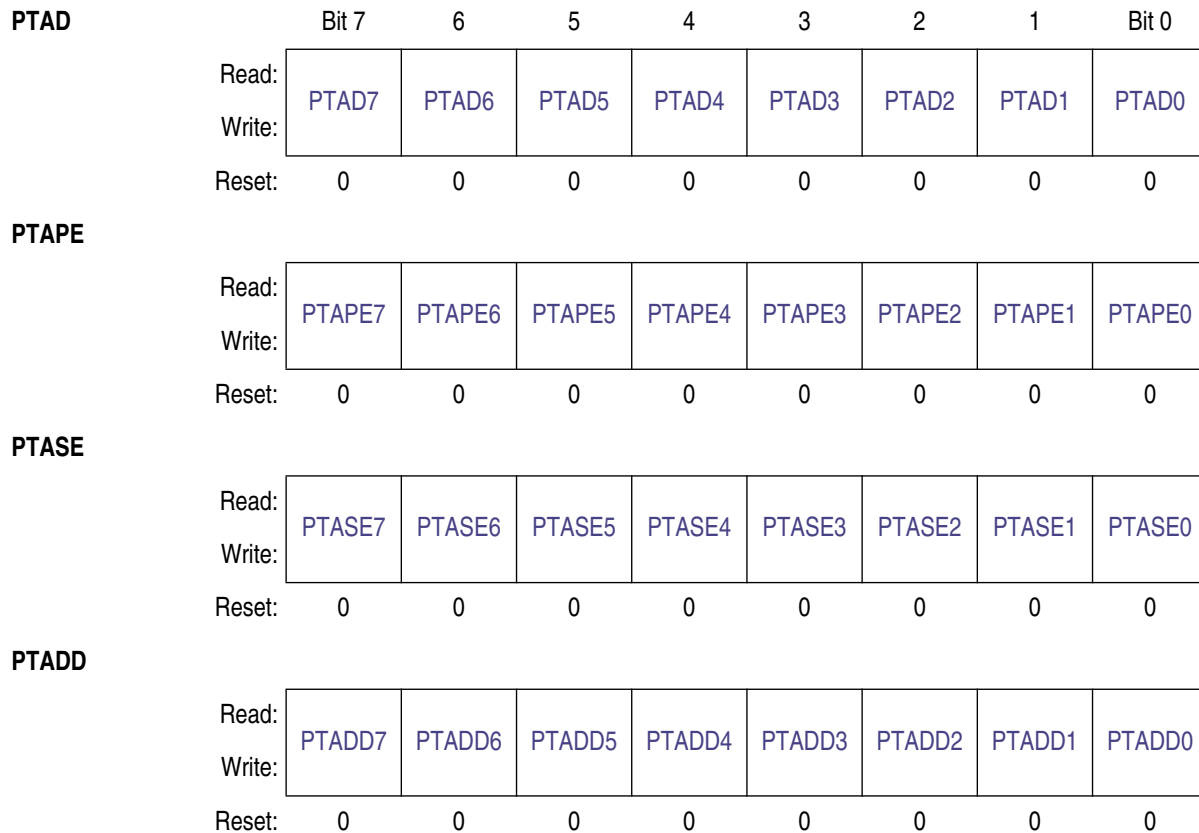 PTAD Bit 7 6 5 4 3 2 1 Bit 0
Read:
PTAD7 PTAD6 PTAD5 PTAD4 PTAD3 PTAD2 PTAD1 PTAD0
Write:
Reset: 0 0 0 0 0 0 0 0
PTAPE
Read:
PTAPE7 PTAPE6 PTAPE5 PTAPE4 PTAPE3 PTAPE2 PTAPE1 PTAPE0
Write:
Reset: 0 0 0 0 0 0 0 0
PTASE
Read:
PTASE7 PTASE6 PTASE5 PTASE4 PTASE3 PTASE2 PTASE1 PTASE0
Write:
Reset: 0 0 0 0 0 0 0 0
PTADD
Read:
PTADD7 PTADD6 PTADD5 PTADD4 PTADD3 PTADD2 PTADD1 PTADD0
Write:
Reset: 0 0 0 0 0 0 0 0